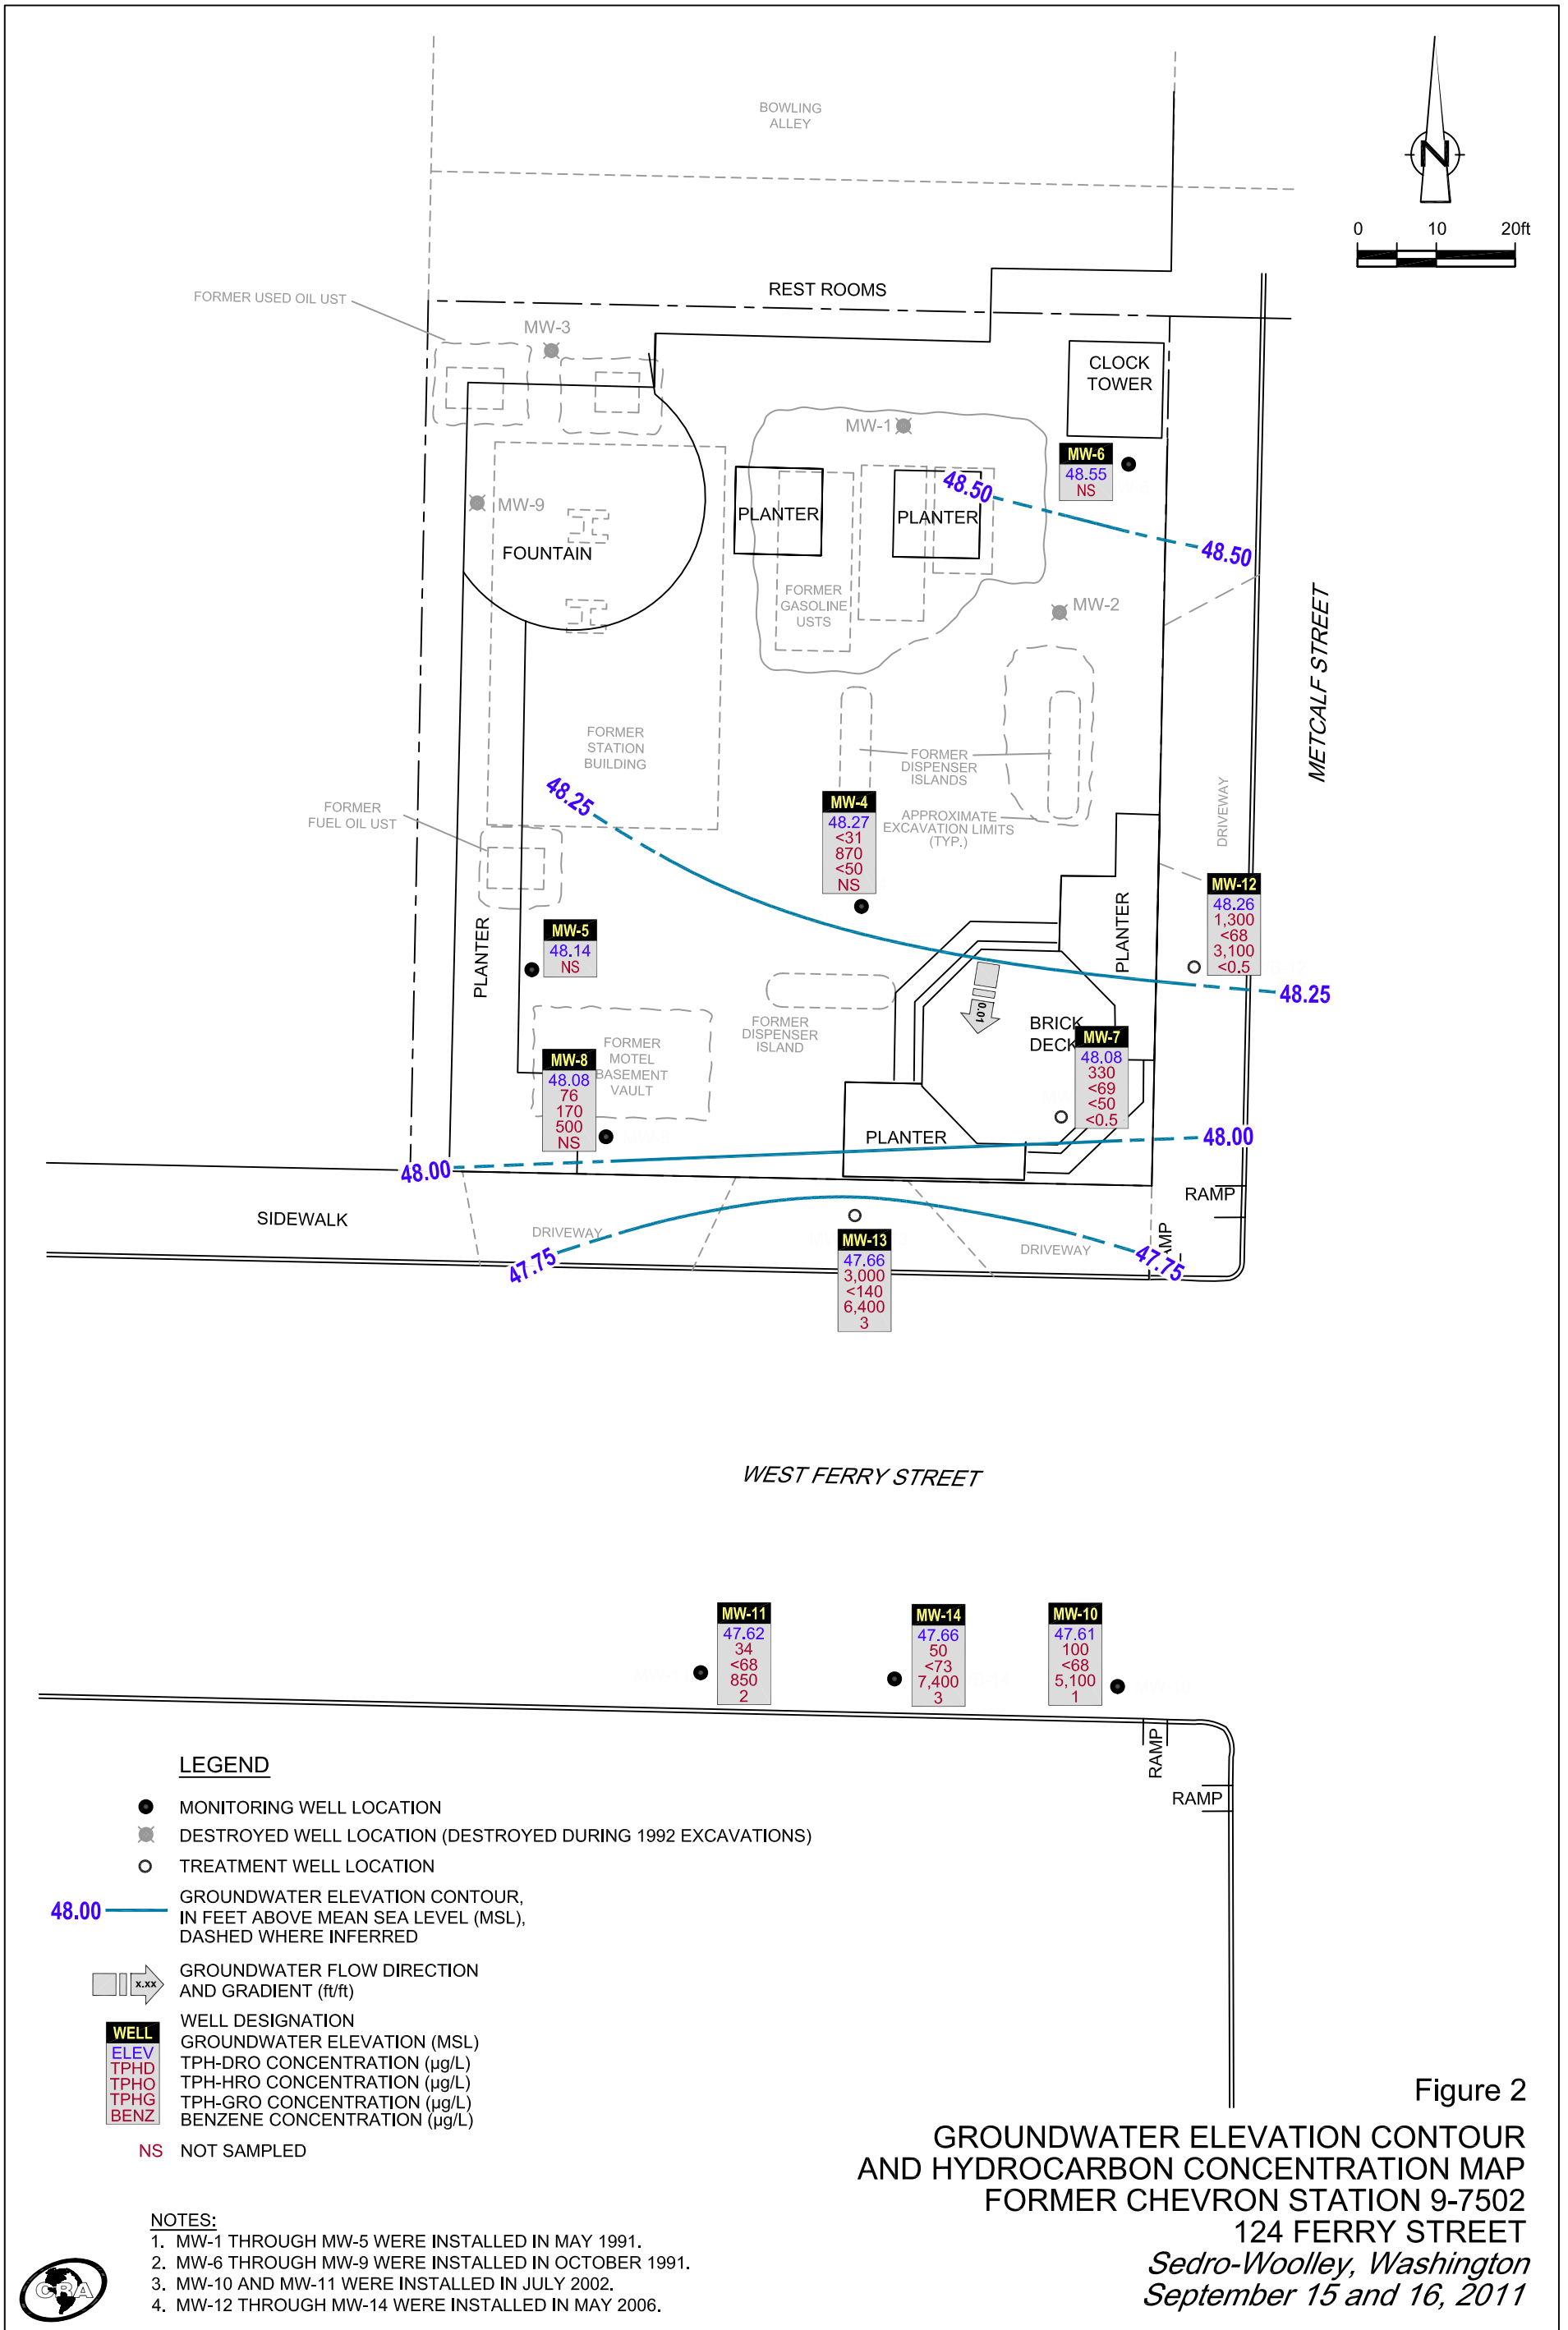 BOWLING
ALLEY
N
0 10 20ft
REST ROOMS
FORMER USED OIL UST
MW-3
CLOCK
TOWER
MW-1
MW-6
48.55
NS
48.50
MW-9
PLANTER
PLANTER
FOUNTAIN
48.50
FORMER
GASOLINE
USTS
MW-2
METCALF STREET
FORMER
STATION
BUILDING
FORMER
DISPENSER
ISLANDS
48.25
FORMER
FUEL OIL UST
MW-4
48.27
<31
870
<50
NS
APPROXIMATE
EXCAVATION LIMITS
(TYP.)
DRIVEWAY
MW-12
48.26
1,300
<68
3,100
<0.5
PLANTER
PLANTER
MW-5
48.14
NS
48.25
0.01
FORMER
DISPENSER
ISLAND
BRICK
DECK
MW-7
48.08
330
<69
<50
<0.5
FORMER
MOTEL
BASEMENT
VAULT
MW-8
48.08
76
170
500
NS
PLANTER
48.00
48.00
RAMP
SIDEWALK
DRIVEWAY
RAMP
DRIVEWAY
47.75
47.75
MW-13
47.66
3,000
<140
6,400
3
WEST FERRY STREET
MW-11
47.62
34
<68
850
2
MW-14
47.66
50
<73
7,400
3
MW-10
47.61
100
<68
5,100
1
RAMP
RAMP
LEGEND
MONITORING WELL LOCATION
DESTROYED WELL LOCATION (DESTROYED DURING 1992 EXCAVATIONS)
TREATMENT WELL LOCATION
48.00
GROUNDWATER ELEVATION CONTOUR,
IN FEET ABOVE MEAN SEA LEVEL (MSL),
DASHED WHERE INFERRED
x.xx
GROUNDWATER FLOW DIRECTION
AND GRADIENT (ft/ft)
WELL WELL DESIGNATION
ELEV GROUNDWATER ELEVATION (MSL)
TPHD TPH-DRO CONCENTRATION (µg/L)
TPHO TPH-HRO CONCENTRATION (µg/L)
TPHG TPH-GRO CONCENTRATION (µg/L)
BENZ BENZENE CONCENTRATION (µg/L)
NS NOT SAMPLED
NOTES:
1. MW-1 THROUGH MW-5 WERE INSTALLED IN MAY 1991.
2. MW-6 THROUGH MW-9 WERE INSTALLED IN OCTOBER 1991.
3. MW-10 AND MW-11 WERE INSTALLED IN JULY 2002.
4. MW-12 THROUGH MW-14 WERE INSTALLED IN MAY 2006.
CRA
Figure 2
GROUNDWATER ELEVATION CONTOUR
AND HYDROCARBON CONCENTRATION MAP
FORMER CHEVRON STATION 9-7502
124 FERRY STREET
Sedro-Woolley, Washington
September 15 and 16, 2011